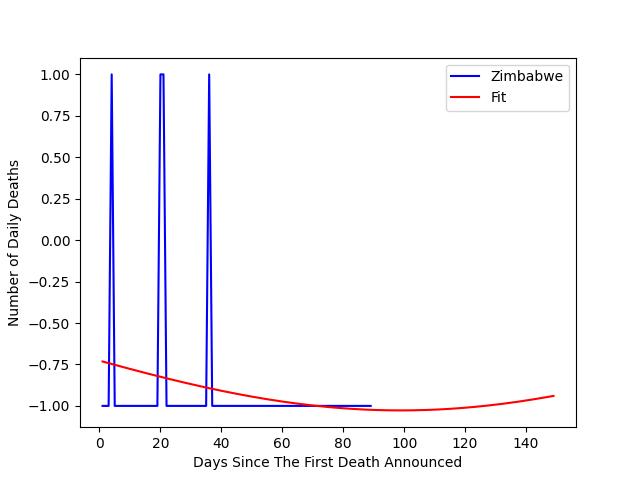 Zimbabwe
Fit
1.00
0.75
0.50
0.25
0.00
−0.25
−0.50
−0.75
−1.00
Number of Daily Deaths
0 20 40 60 80 100 120 140
Days Since The First Death Announced